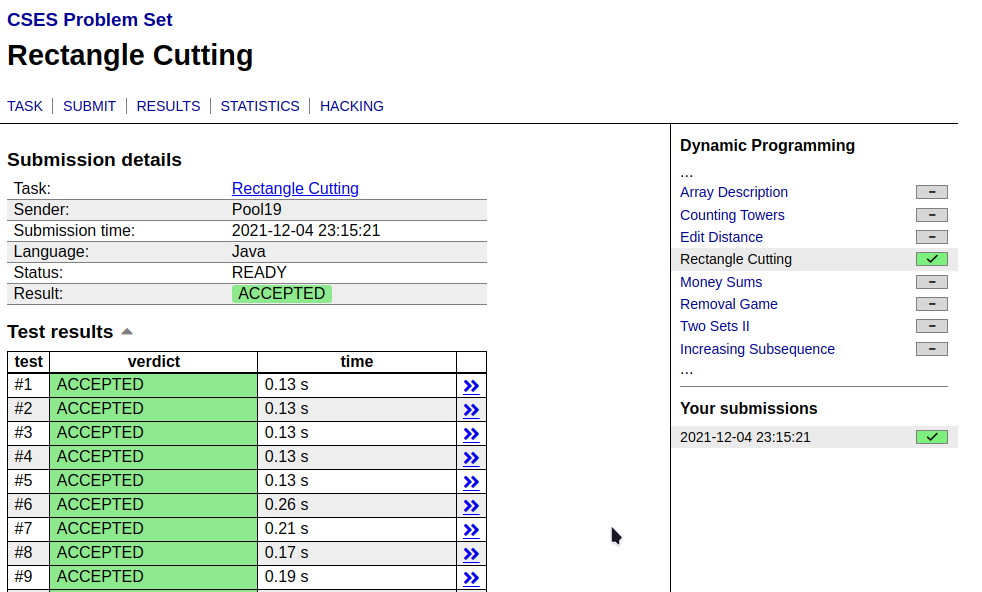 CSES Problem Set
Rectangle Cutting
TASK | SUBMIT | RESULTS | STATISTICS | HACKING
Submission details
Task: Rectangle Cutting
Sender: Pool19
Submission time: 2021-12-04 23:15:21
Language: Java
Status: READY
Result: ACCEPTED
Test results
test verdict time
#1 ACCEPTED 0.13 s »
#2 ACCEPTED 0.13 s »
#3 ACCEPTED 0.13 s »
#4 ACCEPTED 0.13 s »
#5 ACCEPTED 0.13 s »
#6 ACCEPTED 0.26 s »
#7 ACCEPTED 0.21 s »
#8 ACCEPTED 0.17 s »
#9 ACCEPTED 0.19 s »
Dynamic Programming
...
Array Description –
Counting Towers –
Edit Distance –
Rectangle Cutting ✓
Money Sums –
Removal Game –
Two Sets II –
Increasing Subsequence –
...
Your submissions
2021-12-04 23:15:21 ✓